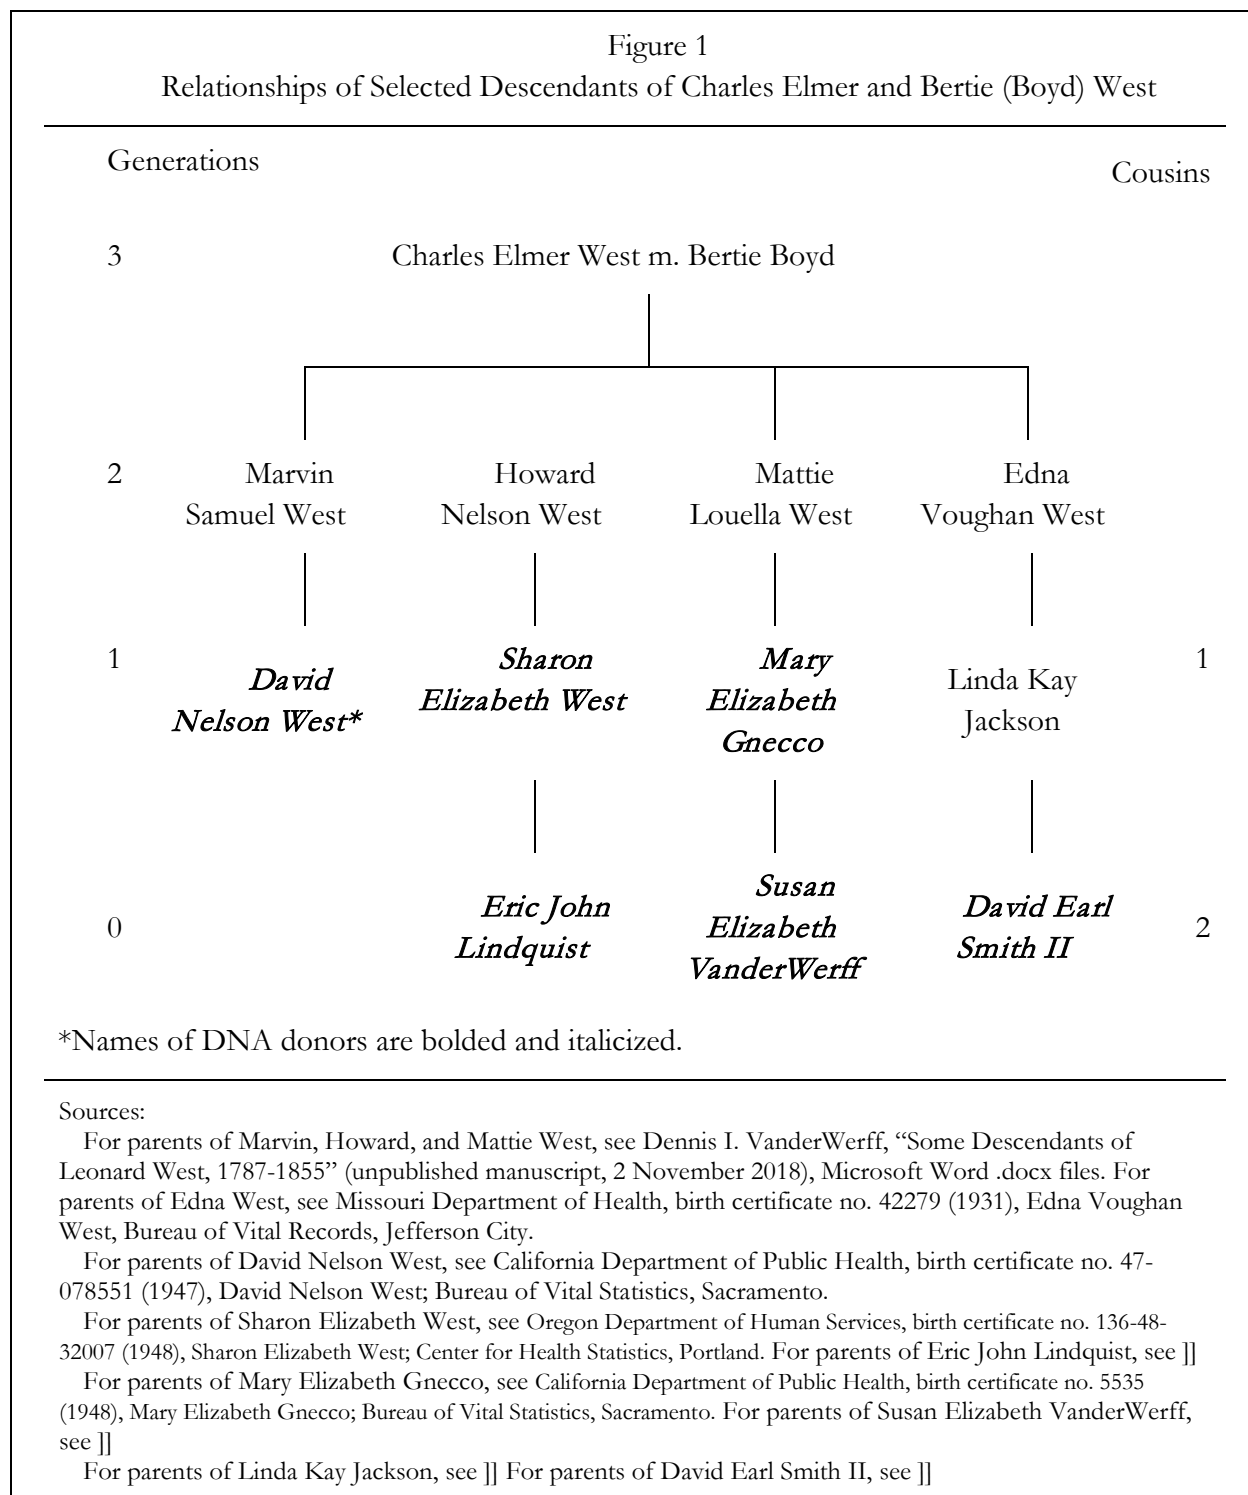 Figure 1
Relationships of Selected Descendants of Charles Elmer and Bertie (Boyd) West
Generations
Cousins
3
Charles Elmer West m. Bertie Boyd
2
Marvin
Samuel West
Howard
Nelson West
Mattie
Louella West
Edna
Voughan West
1
David
Nelson West*
Sharon
Elizabeth West
Mary
Elizabeth
Gnecco
Linda Kay
Jackson
1
0
Eric John
Lindquist
Susan
Elizabeth
VanderWerff
David Earl
Smith II
2
*Names of DNA donors are bolded and italicized.
Sources:
For parents of Marvin, Howard, and Mattie West, see Dennis I. VanderWerff, “Some Descendants of
Leonard West, 1787-1855” (unpublished manuscript, 2 November 2018), Microsoft Word .docx files. For
parents of Edna West, see Missouri Department of Health, birth certificate no. 42279 (1931), Edna Voughan
West, Bureau of Vital Records, Jefferson City.
For parents of David Nelson West, see California Department of Public Health, birth certificate no. 47-
078551 (1947), David Nelson West; Bureau of Vital Statistics, Sacramento.
For parents of Sharon Elizabeth West, see Oregon Department of Human Services, birth certificate no. 136-48-
32007 (1948), Sharon Elizabeth West; Center for Health Statistics, Portland. For parents of Eric John Lindquist, see ]]
For parents of Mary Elizabeth Gnecco, see California Department of Public Health, birth certificate no. 5535
(1948), Mary Elizabeth Gnecco; Bureau of Vital Statistics, Sacramento. For parents of Susan Elizabeth VanderWerff,
see ]]
For parents of Linda Kay Jackson, see ]] For parents of David Earl Smith II, see ]]